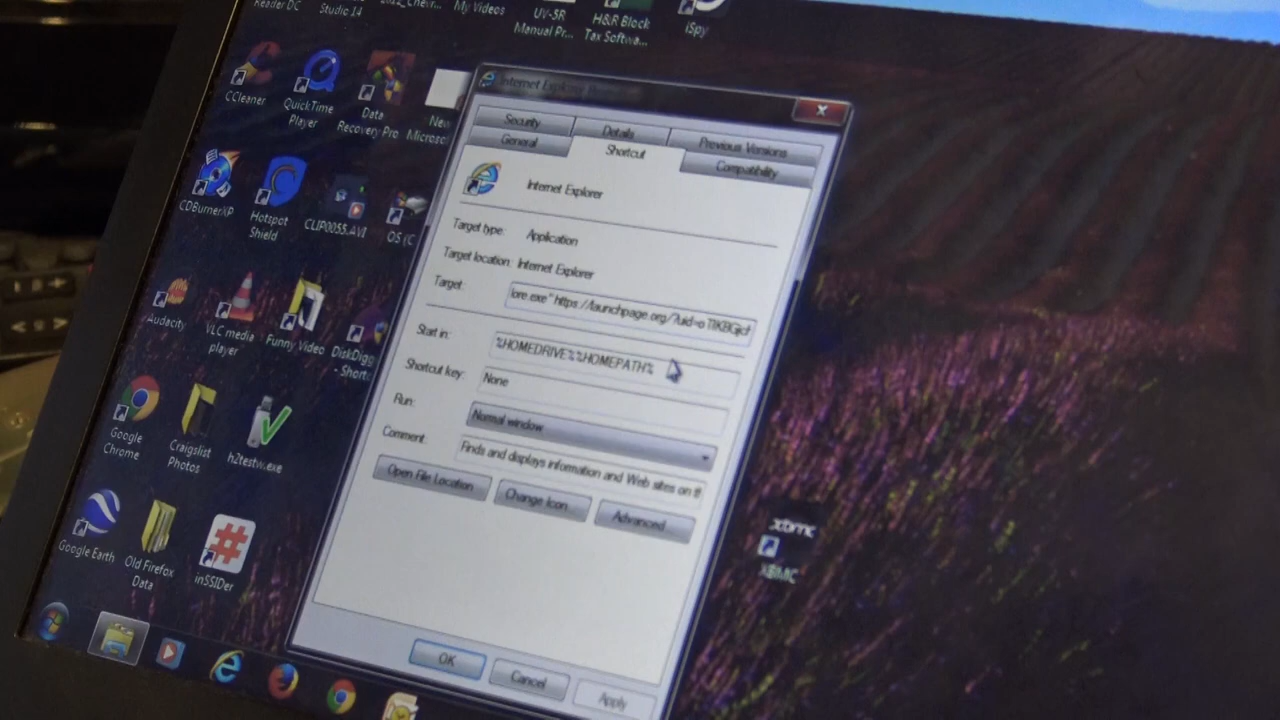 Reader DC
Studio 14
My Videos
UV-5R
Manual Pr...
H&R Block
Tax Softwa...
iSpy
CCleaner
QuickTime
Player
Data
Recovery Pro
New
Microso
CDBurnerXP
Hotspot
Shield
CLIP0055.AVI
OS (C
Audacity
VLC media
player
Funny Video
DiskDigg
- Short
Google
Chrome
Craigslist
Photos
h2testw.exe
Google Earth
Old Firefox
Data
inSSIDer
Internet Explorer
Security
Details
Previous Versions
General
Shortcut
Compatibility
Internet Explorer
Target type: Application
Target location: Internet Explorer
Target: lore.exe" https://launchpage.org/?uid=
Start in: %HOMEDRIVE%%HOMEPATH%
Shortcut key: None
Run: Normal window
Comment: Finds and displays information and Web sites on th
Open File Location
Change Icon
Advanced
OK
Cancel
Apply
xbmc
XBMC